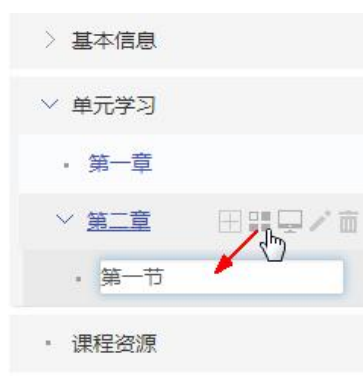 基本信息
单元学习
第一章
第二章
第一节
课程资源